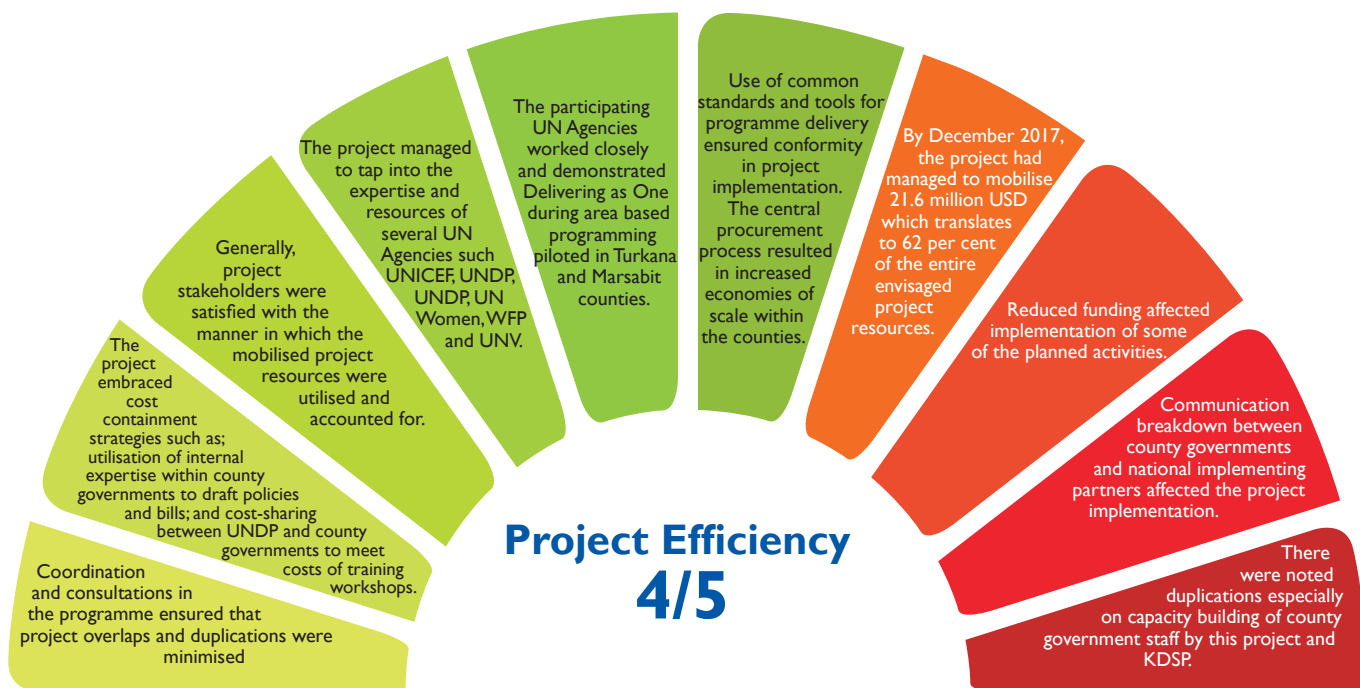 Coordination
and consultations in
the programme ensured that
project overlaps and duplications were
minimised
The
project
embraced
cost
containment
strategies such as;
utilisation of internal
expertise within county
governments to draft policies
and bills; and cost-sharing
between UNDP and county
governments to meet
costs of training
workshops.
Generally,
project
stakeholders were
satisfied with the
manner in which the
mobilised project
resources were
utilised and
accounted for.
The project managed
to tap into the
expertise and
resources of
several UN
Agencies such
UNICEF, UNDP,
UNDP, UN
Women, WFP
and UNV.
The participating
UN Agencies
worked closely
and demonstrated
Delivering as One
during area based
programming
piloted in Turkana
and Marsabit
counties.
Use of common
standards and tools for
programme delivery
ensured conformity
in project
implementation.
The central
procurement
process resulted
in increased
economies of
scale within
the counties.
By December 2017,
the project had
managed to mobilise
21.6 million USD
which translates
to 62 per cent
of the entire
envisaged
project
resources.
Reduced funding affected
implementation of some
of the planned activities.
Communication
breakdown between
county governments
and national implementing
partners affected the project
implementation.
There
were noted
duplications especially
on capacity building of county
government staff by this project and
KDSP.
Project Efficiency
4/5